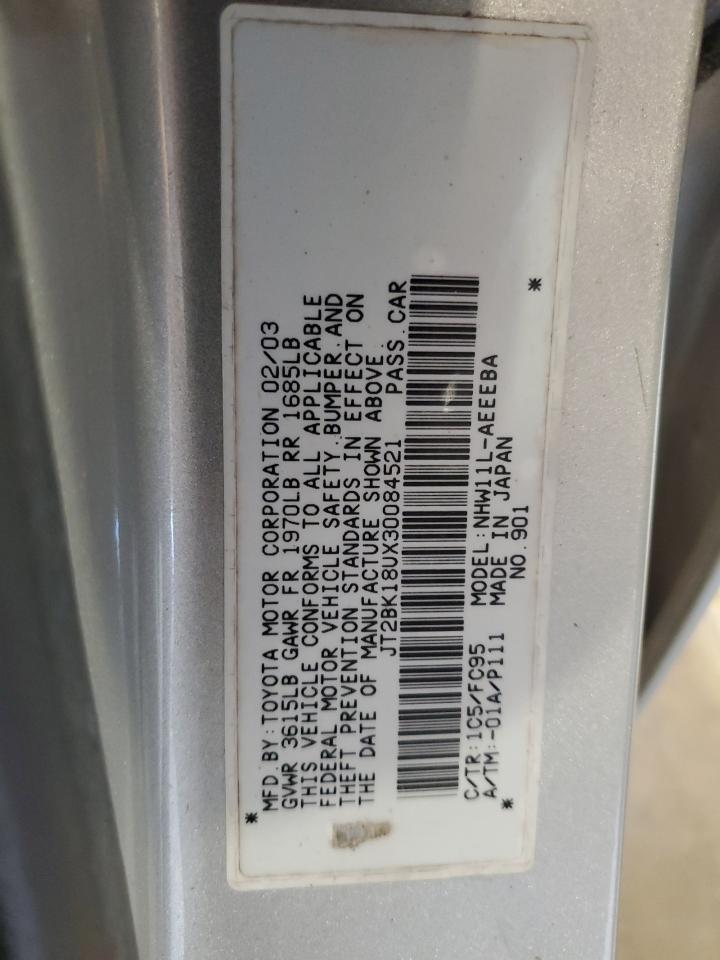 MFD. BY: TOYOTA MOTOR CORPORATION 02/03
GVWR 3615LB GAWR FR 1970LB RR 1685LB
THIS VEHICLE CONFORMS TO ALL APPLICABLE
FEDERAL MOTOR VEHICLE SAFETY, BUMPER, AND
THEFT PREVENTION STANDARDS IN EFFECT ON
THE DATE OF MANUFACTURE SHOWN ABOVE.
JT2BK18UX30084521 PASS. CAR
C/TR: 1C5/FC95 MODEL: NHW11L-AEEEBA
A/TM: -01A/P111 MADE IN JAPAN
* NO. 901 *
*